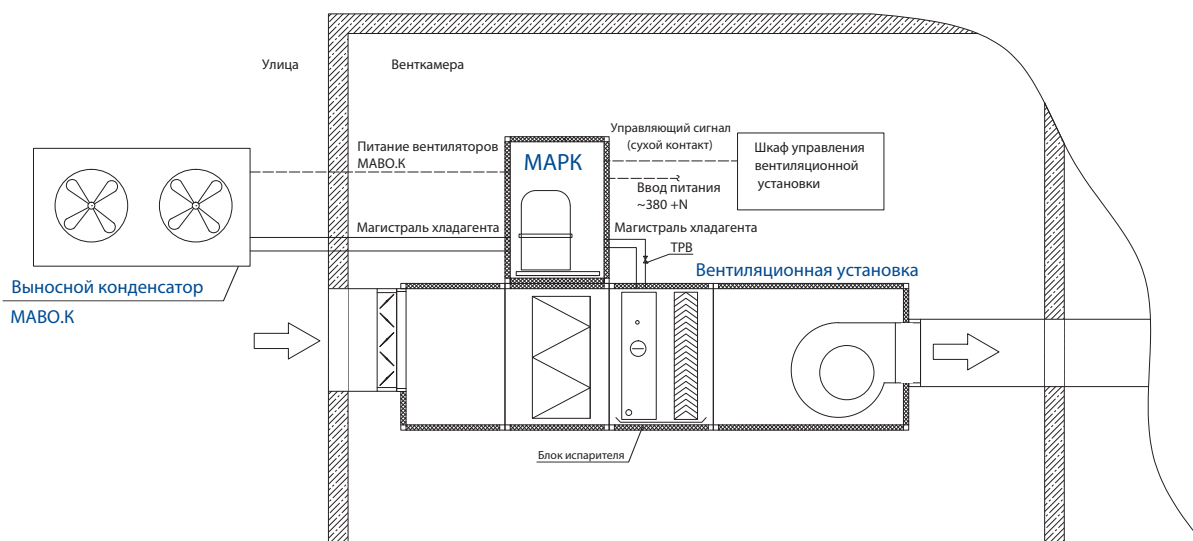 Улица
Венткамера
Питание вентиляторов
МАВО.К
МАРК
Управляющий сигнал
(сухой контакт)
Шкаф управления
вентиляционной
установки
Ввод питания
~380 +N
Магистраль хладагента
Магистраль хладагента
ТРВ
Вентиляционная установка
Выносной конденсатор
МАВО.К
Блок испарителя